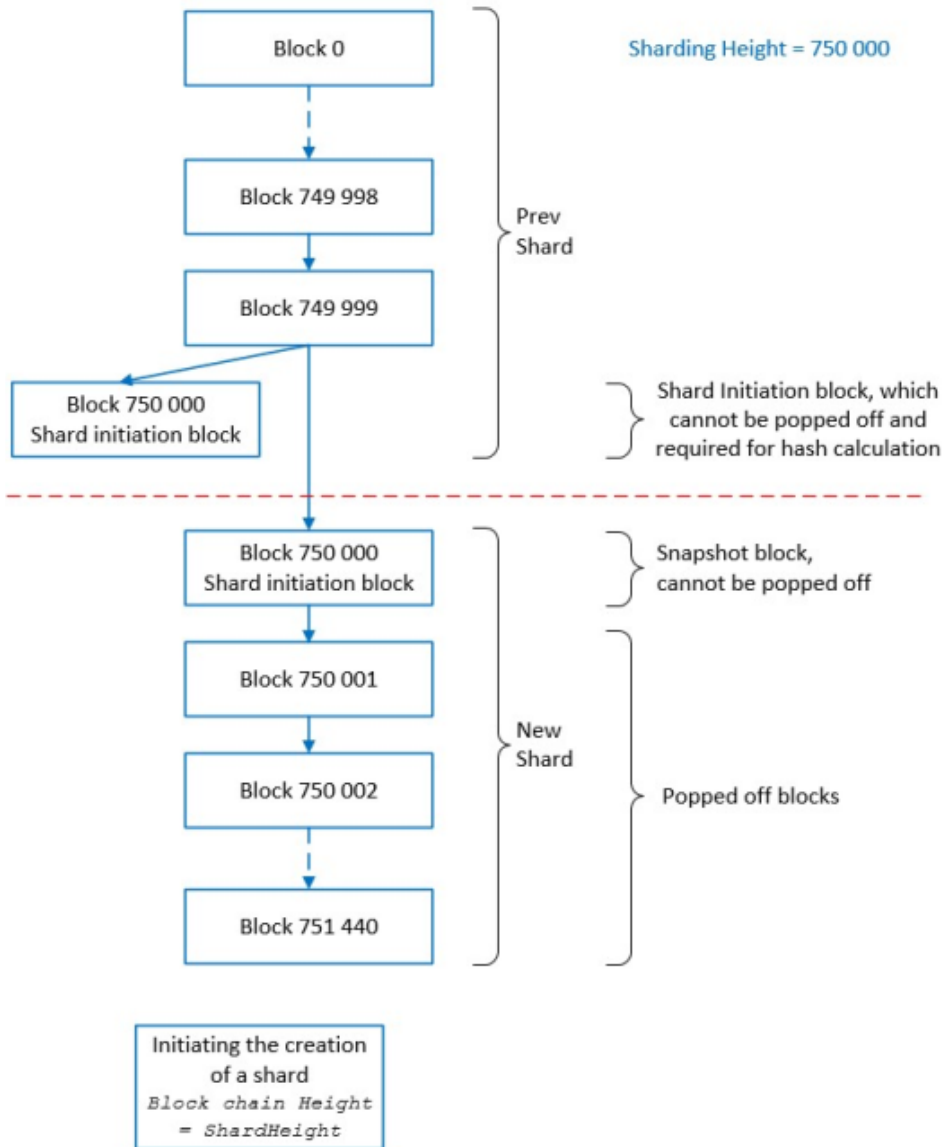 Block 0
Sharding Height = 750 000
Block 749 998
Prev
Shard
Block 749 999
Block 750 000
Shard initiation block
Shard Initiation block, which
cannot be popped off and
required for hash calculation
Block 750 000
Shard initiation block
Snapshot block,
cannot be popped off
Block 750 001
New
Shard
Block 750 002
Popped off blocks
Block 751 440
Initiating the creation
of a shard
Block chain Height
= ShardHeight